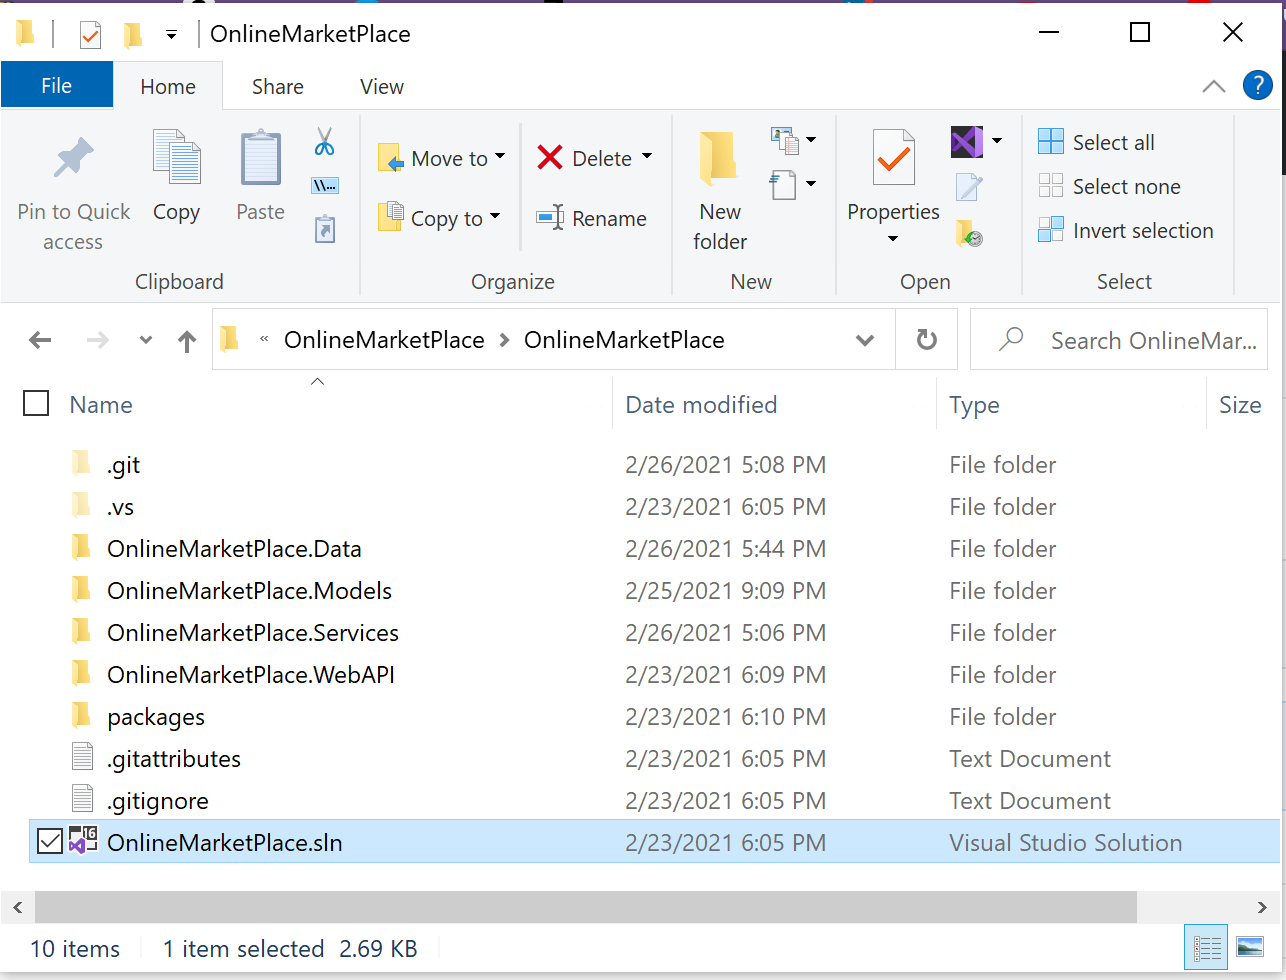 OnlineMarketPlace
File Home Share View
?
Pin to Quick access
Copy
Paste
\\...
Clipboard
Move to
Copy to
Delete
Rename
Organize
New folder
New
Properties
Open
Select all
Select none
Invert selection
Select
« OnlineMarketPlace > OnlineMarketPlace
Search OnlineMar...
Name Date modified Type Size
.git 2/26/2021 5:08 PM File folder
.vs 2/23/2021 6:05 PM File folder
OnlineMarketPlace.Data 2/26/2021 5:44 PM File folder
OnlineMarketPlace.Models 2/25/2021 9:09 PM File folder
OnlineMarketPlace.Services 2/26/2021 5:06 PM File folder
OnlineMarketPlace.WebAPI 2/23/2021 6:09 PM File folder
packages 2/23/2021 6:10 PM File folder
.gitattributes 2/23/2021 6:05 PM Text Document
.gitignore 2/23/2021 6:05 PM Text Document
16 OnlineMarketPlace.sln 2/23/2021 6:05 PM Visual Studio Solution
10 items 1 item selected 2.69 KB